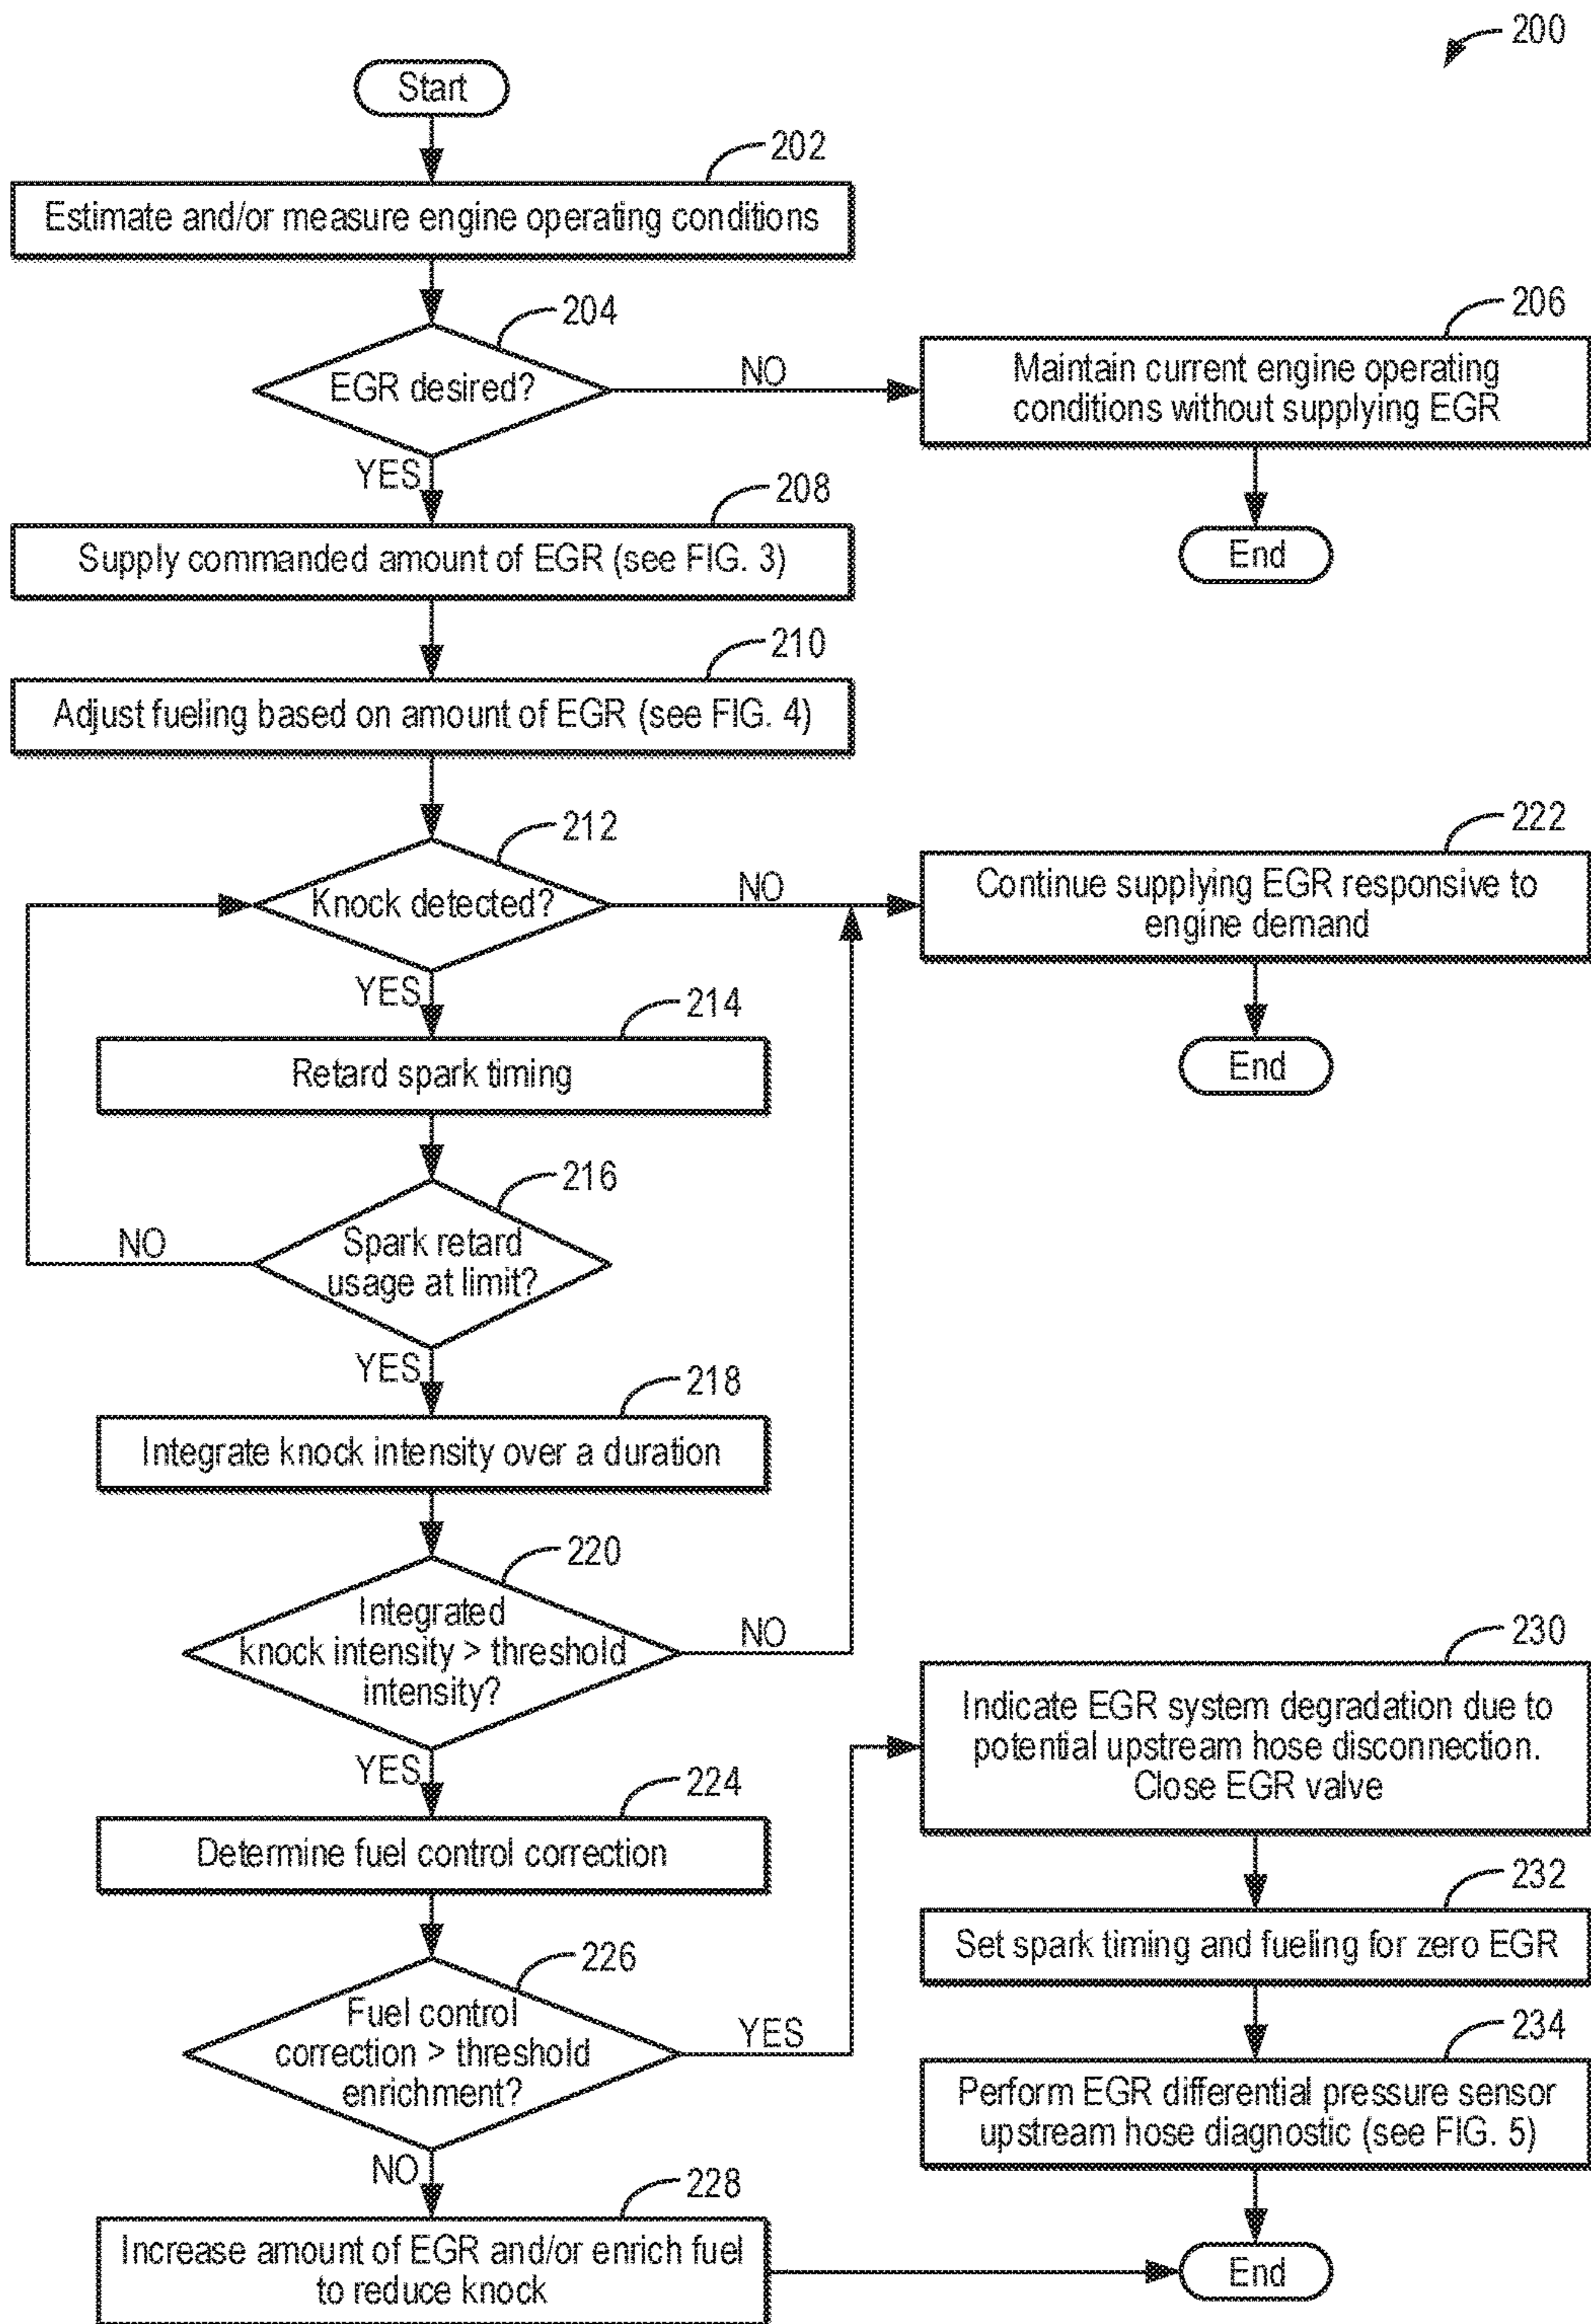 200
Start
202
Estimate and/or measure engine operating conditions
204
EGR desired?
NO
YES
206
Maintain current engine operating
conditions without supplying EGR
End
208
Supply commanded amount of EGR (see FIG. 3)
210
Adjust fueling based on amount of EGR (see FIG. 4)
212
Knock detected?
NO
YES
222
Continue supplying EGR responsive to
engine demand
End
214
Retard spark timing
216
Spark retard
usage at limit?
NO
YES
218
Integrate knock intensity over a duration
220
Integrated
knock intensity > threshold
intensity?
NO
YES
224
Determine fuel control correction
226
Fuel control
correction > threshold
enrichment?
YES
NO
228
Increase amount of EGR and/or enrich fuel
to reduce knock
230
Indicate EGR system degradation due to
potential upstream hose disconnection.
Close EGR valve
232
Set spark timing and fueling for zero EGR
234
Perform EGR differential pressure sensor
upstream hose diagnostic (see FIG. 5)
End